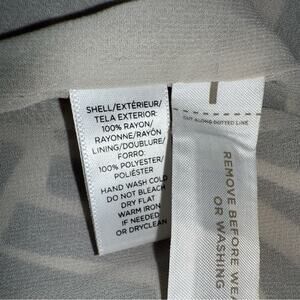 SHELL/EXTÉRIEUR/
TELA EXTERIOR:
100% RAYON/
RAYONNE/RAYÓN
LINING/DOUBLURE/
FORRO:
100% POLYESTER/
POLIÉSTER
HAND WASH COLD
DO NOT BLEACH
DRY FLAT
WARM IRON
IF NEEDED
OR DRYCLEAN
CUT ALONG DOTTED LINE
REMOVE BEFORE WE
OR WASHING